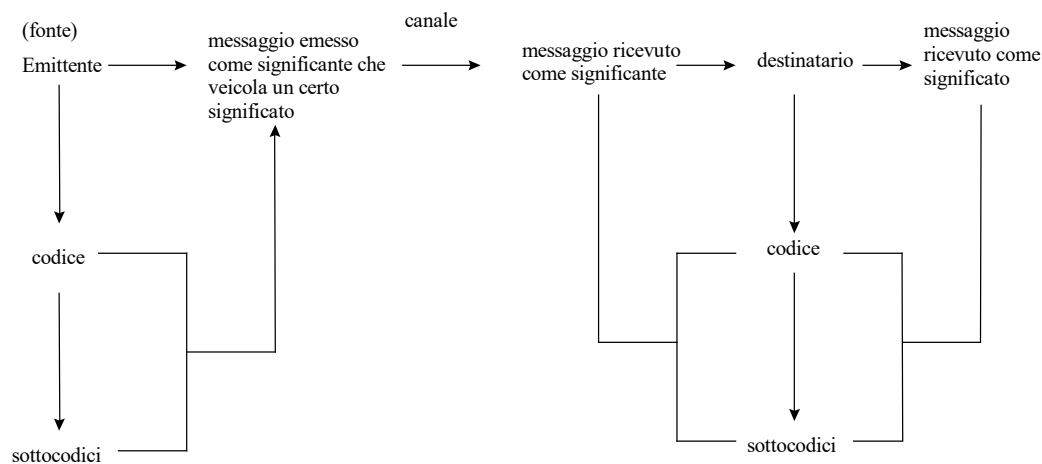 (fonte)
Emittente
messaggio emesso
come significante che
veicola un certo
significato
canale
messaggio ricevuto
come significante
destinatario
messaggio
ricevuto come
significato
codice
sottocodici
codice
sottocodici